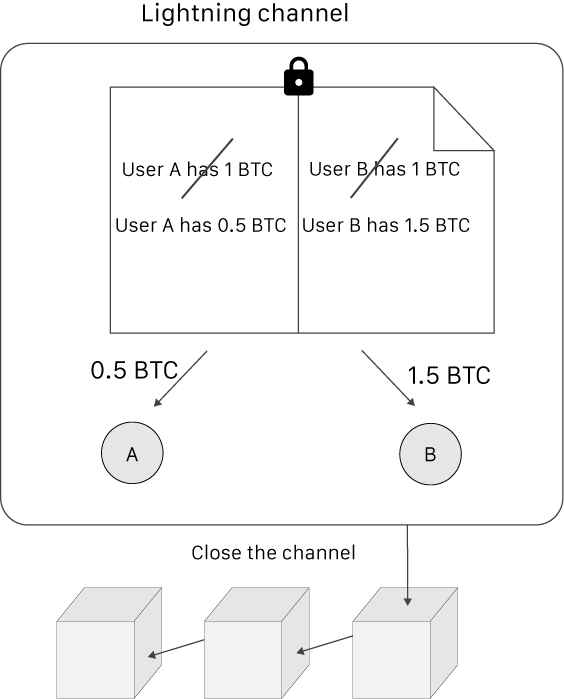 Lightning channel
User A has 1 BTC
User B has 1 BTC
User A has 0.5 BTC
User B has 1.5 BTC
0.5 BTC
1.5 BTC
A
B
Close the channel